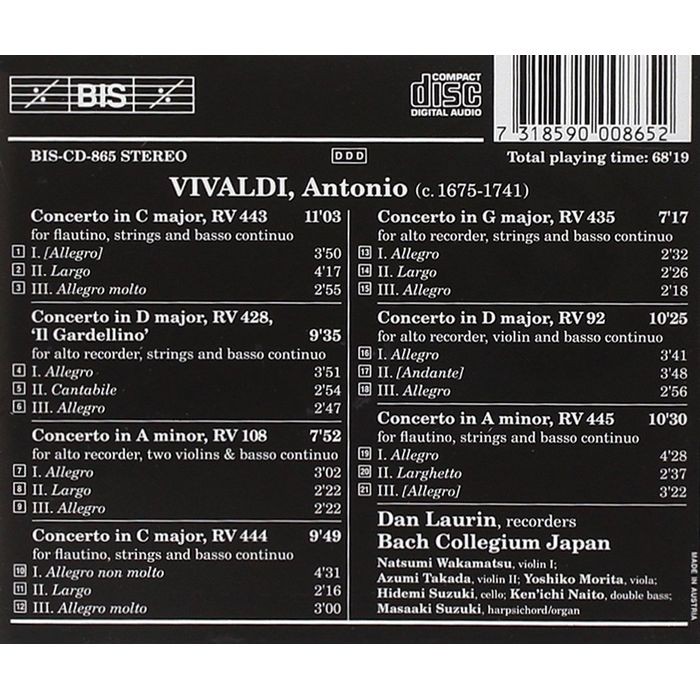 BIS
COMPACT
disc
DIGITAL AUDIO
7 318590 008652
BIS-CD-865 STEREO
DDD
Total playing time: 68'19
VIVALDI, Antonio (c. 1675-1741)
Concerto in C major, RV 443 11'03
for flautino, strings and basso continuo
1 I. [Allegro] 3'50
2 II. Largo 4'17
3 III. Allegro molto 2'55
Concerto in D major, RV 428,
'Il Gardellino' 9'35
for alto recorder, strings and basso continuo
4 I. Allegro 3'51
5 II. Cantabile 2'54
6 III. Allegro 2'47
Concerto in A minor, RV 108 7'52
for alto recorder, two violins & basso continuo
7 I. Allegro 3'02
8 II. Largo 2'22
9 III. Allegro 2'22
Concerto in C major, RV 444 9'49
for flautino, strings and basso continuo
10 I. Allegro non molto 4'31
11 II. Largo 2'16
12 III. Allegro molto 3'00
Concerto in G major, RV 435 7'17
for alto recorder, strings and basso continuo
13 I. Allegro 2'32
14 II. Largo 2'26
15 III. Allegro 2'18
Concerto in D major, RV 92 10'25
for alto recorder, violin and basso continuo
16 I. Allegro 3'41
17 II. [Andante] 3'48
18 III. Allegro 2'56
Concerto in A minor, RV 445 10'30
for flautino, strings and basso continuo
19 I. Allegro 4'28
20 II. Larghetto 2'37
21 III. [Allegro] 3'22
Dan Laurin, recorders
Bach Collegium Japan
Natsumi Wakamatsu, violin I;
Azumi Takada, violin II; Yoshiko Morita, viola;
Hidemi Suzuki, cello; Ken'ichi Naito, double bass;
Masaaki Suzuki, harpsichord/organ
MADE IN AUSTRIA